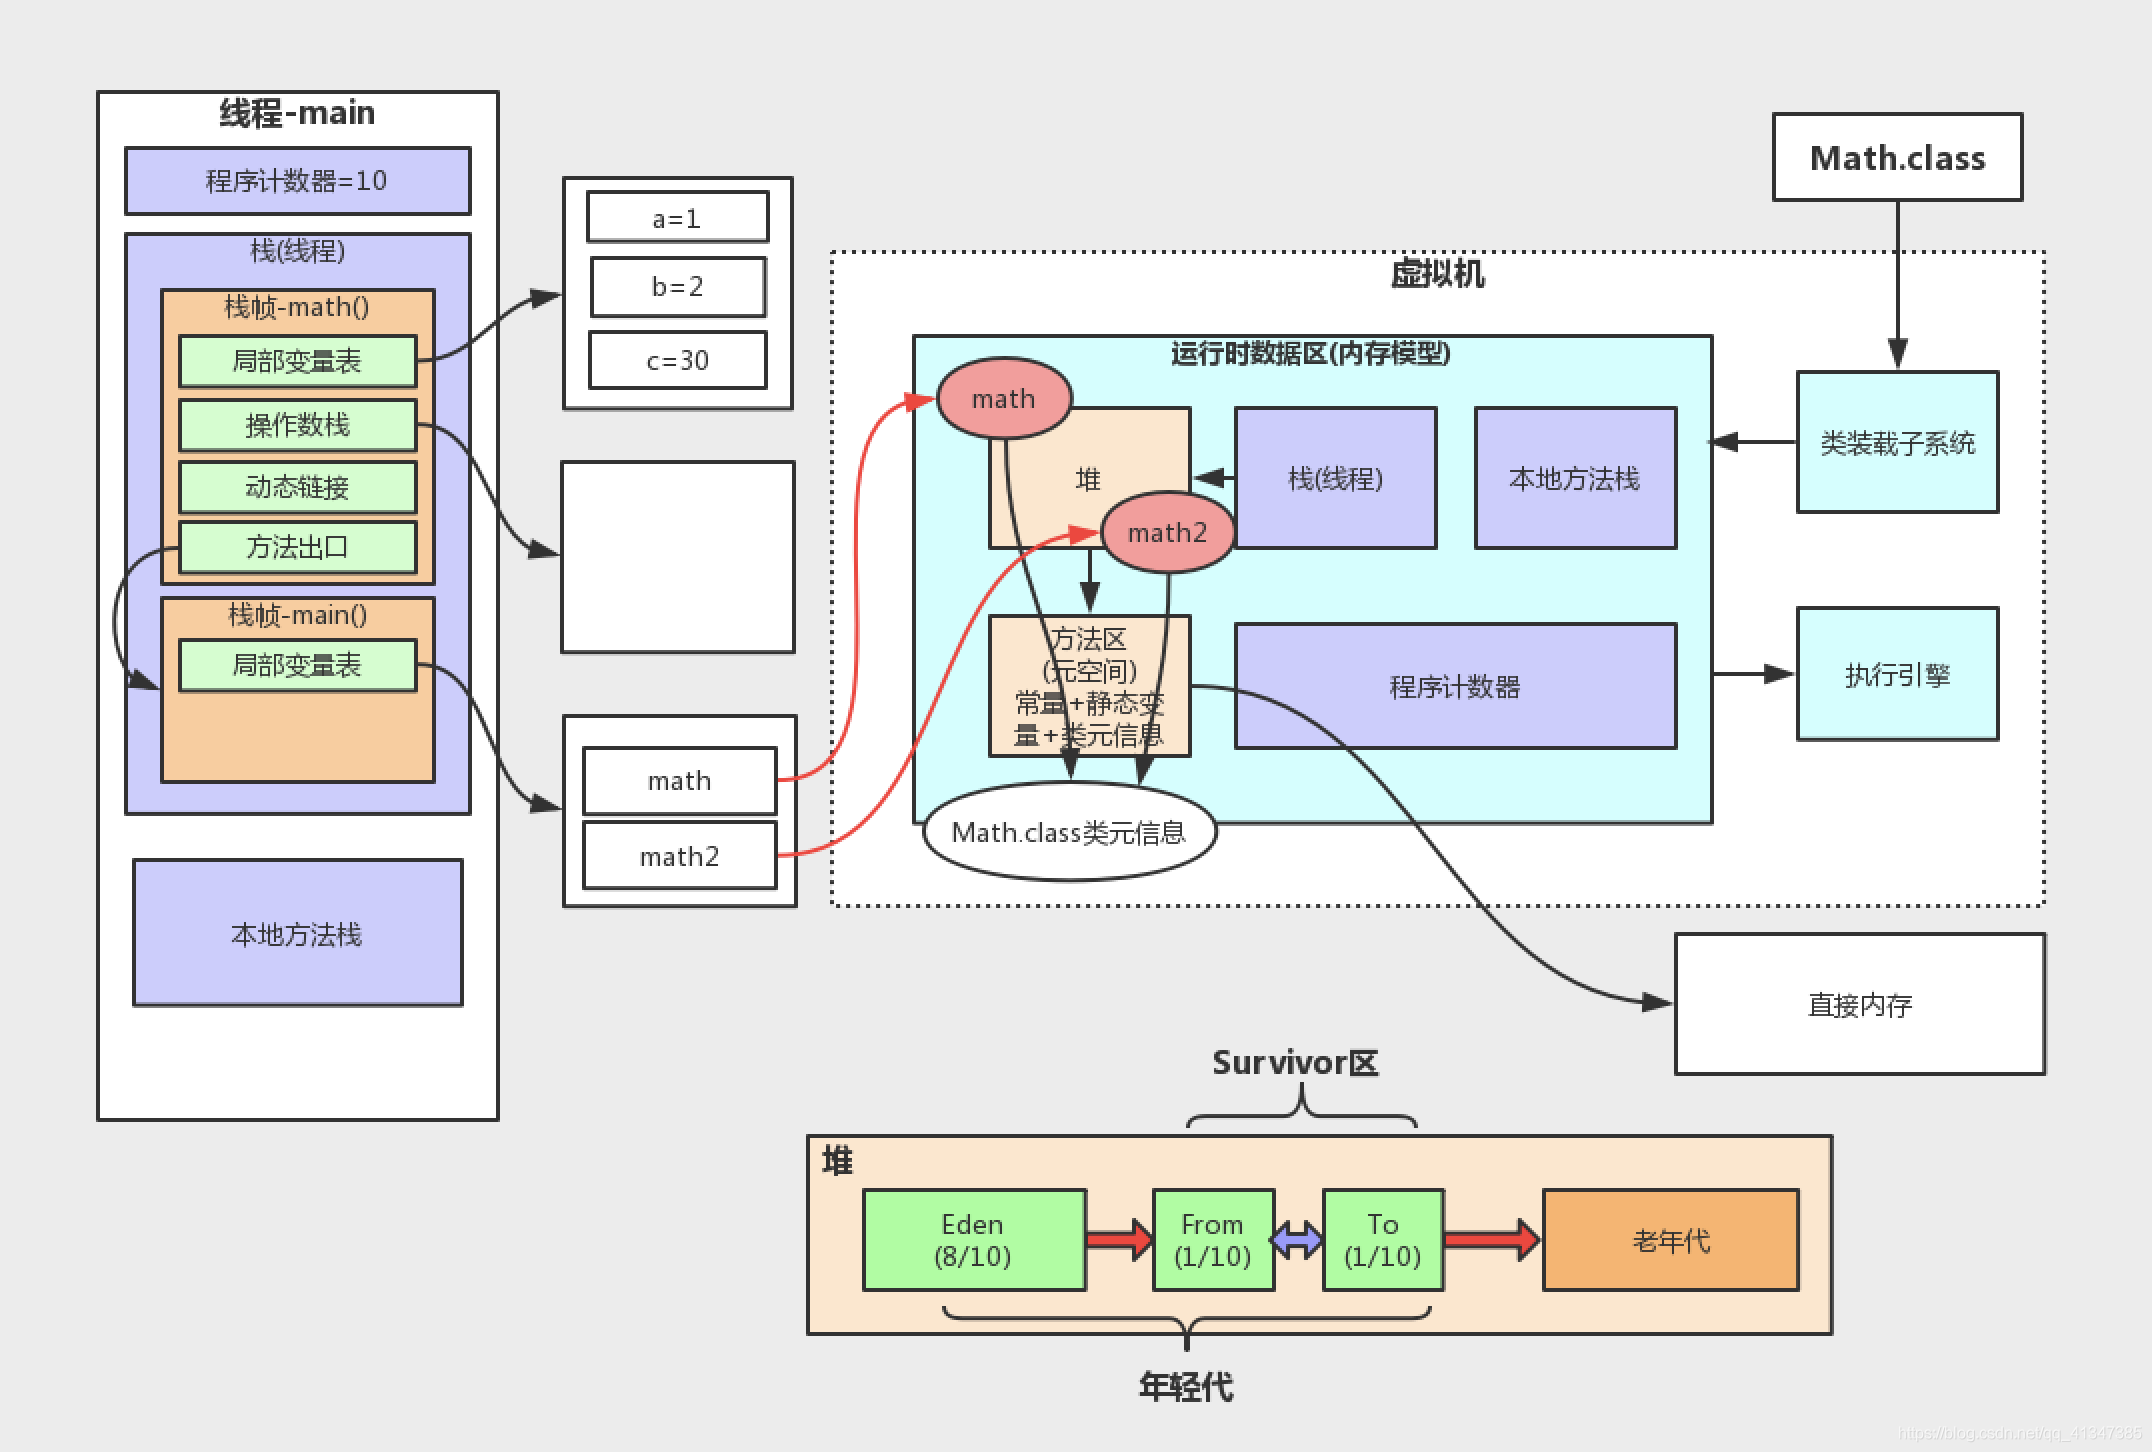 线程-main
程序计数器=10
栈(线程)
栈帧-math()
局部变量表
操作数栈
动态链接
方法出口
栈帧-main()
局部变量表
本地方法栈
a=1
b=2
c=30
math
math2
Math.class
虚拟机
运行时数据区(内存模型)
math
堆
math2
栈(线程)
本地方法栈
类装载子系统
方法区
(元空间)
常量+静态变
量+类元信息
程序计数器
执行引擎
Math.class类元信息
直接内存
Survivor区
堆
Eden
(8/10)
From
(1/10)
To
(1/10)
老年代
年轻代
https://blog.csdn.net/qq_41347385